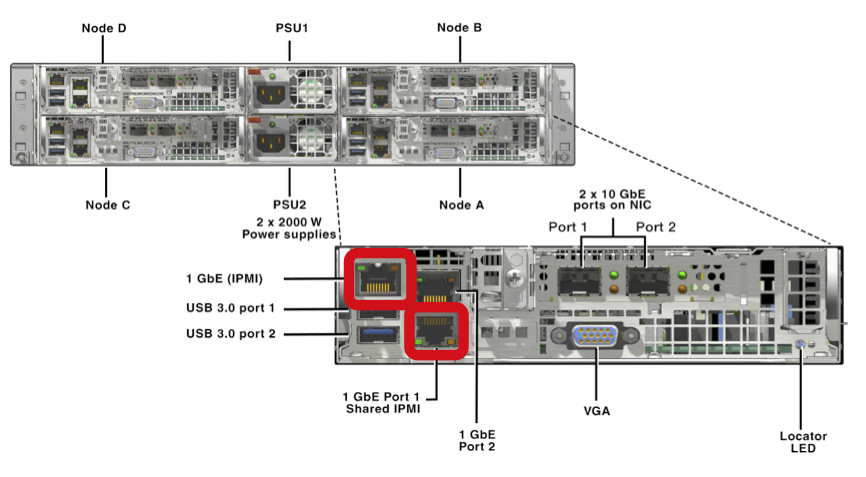 Node D
PSU1
Node B
Node C
PSU2
Node A
2 x 2000 W
Power supplies
2 x 10 GbE
ports on NIC
Port 1
Port 2
1 GbE (IPMI)
USB 3.0 port 1
USB 3.0 port 2
1 GbE Port 1
Shared IPMI
1 GbE
Port 2
VGA
Locator
LED